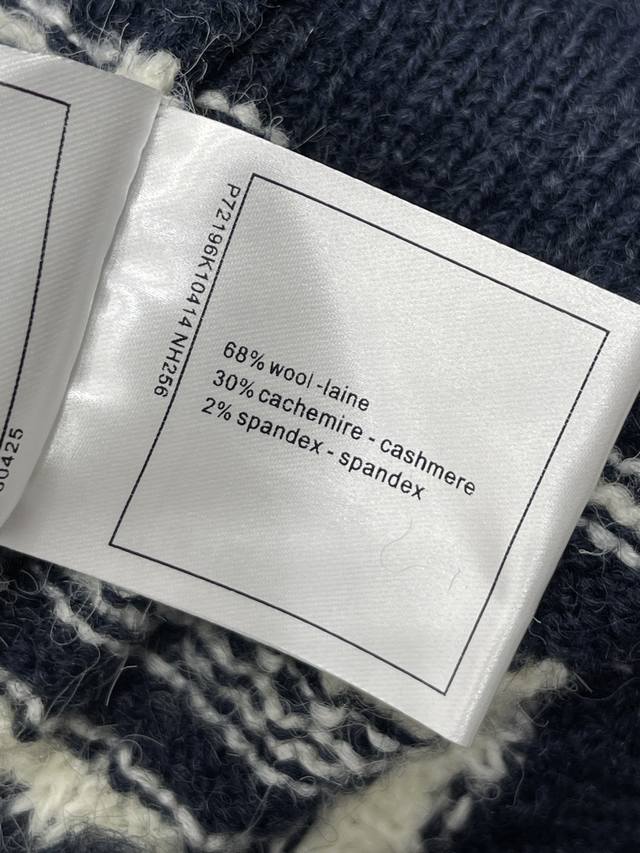 P72196K10414 NH256
68% wool -laine
30% cachemire - cashmere
2% spandex - spandex